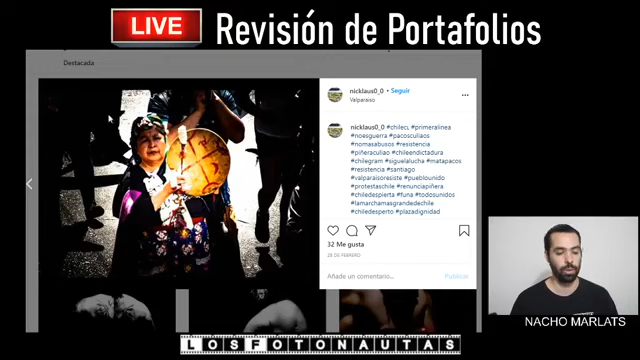 LIVE Revisión de Portafolios
Destacada
nicklaus0_0 • Seguir
Valparaiso
nicklaus0_0 #chilect #primeralinea
#noesguerra #pacosculiaos
#nomasabusos #resistencia
#piñeraculiao #chileendictadura
#chilegram #siguelalucha #matapacos
#resistencia #santiago
#valparaisoresiste #pueblounido
#protestaschile #renunciapiñera
#chiledespierta #funa #todosunidos
#lamarchamasgrandedechile
#chiledesperto #plazadignidad
32 Me gusta
28 DE FEBRERO
Añade un comentario...
Publicar
NACHO MARLATS
LOSFOTONAUTAS